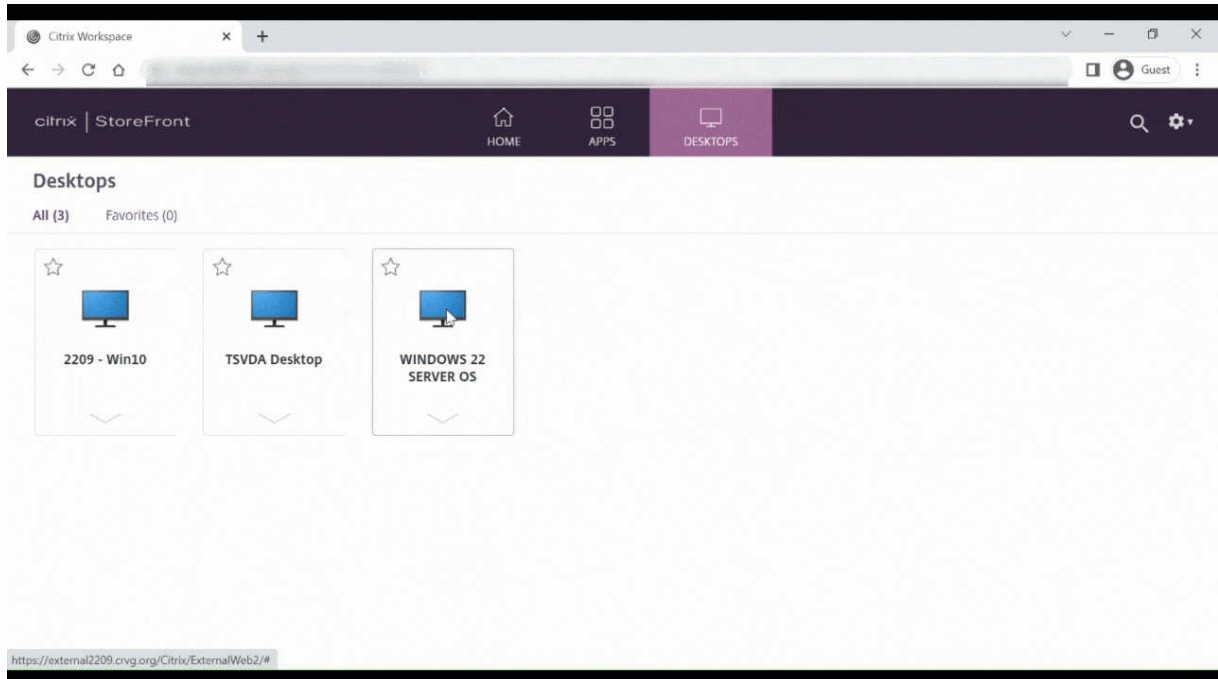 Citrix Workspace
Guest
citrix | StoreFront
HOME
APPS
DESKTOPS
Desktops
All (3)
Favorites (0)
2209 - Win10
TSVDA Desktop
WINDOWS 22
SERVER OS
https://external2209.crvg.org/Citrix/ExternalWeb2/#